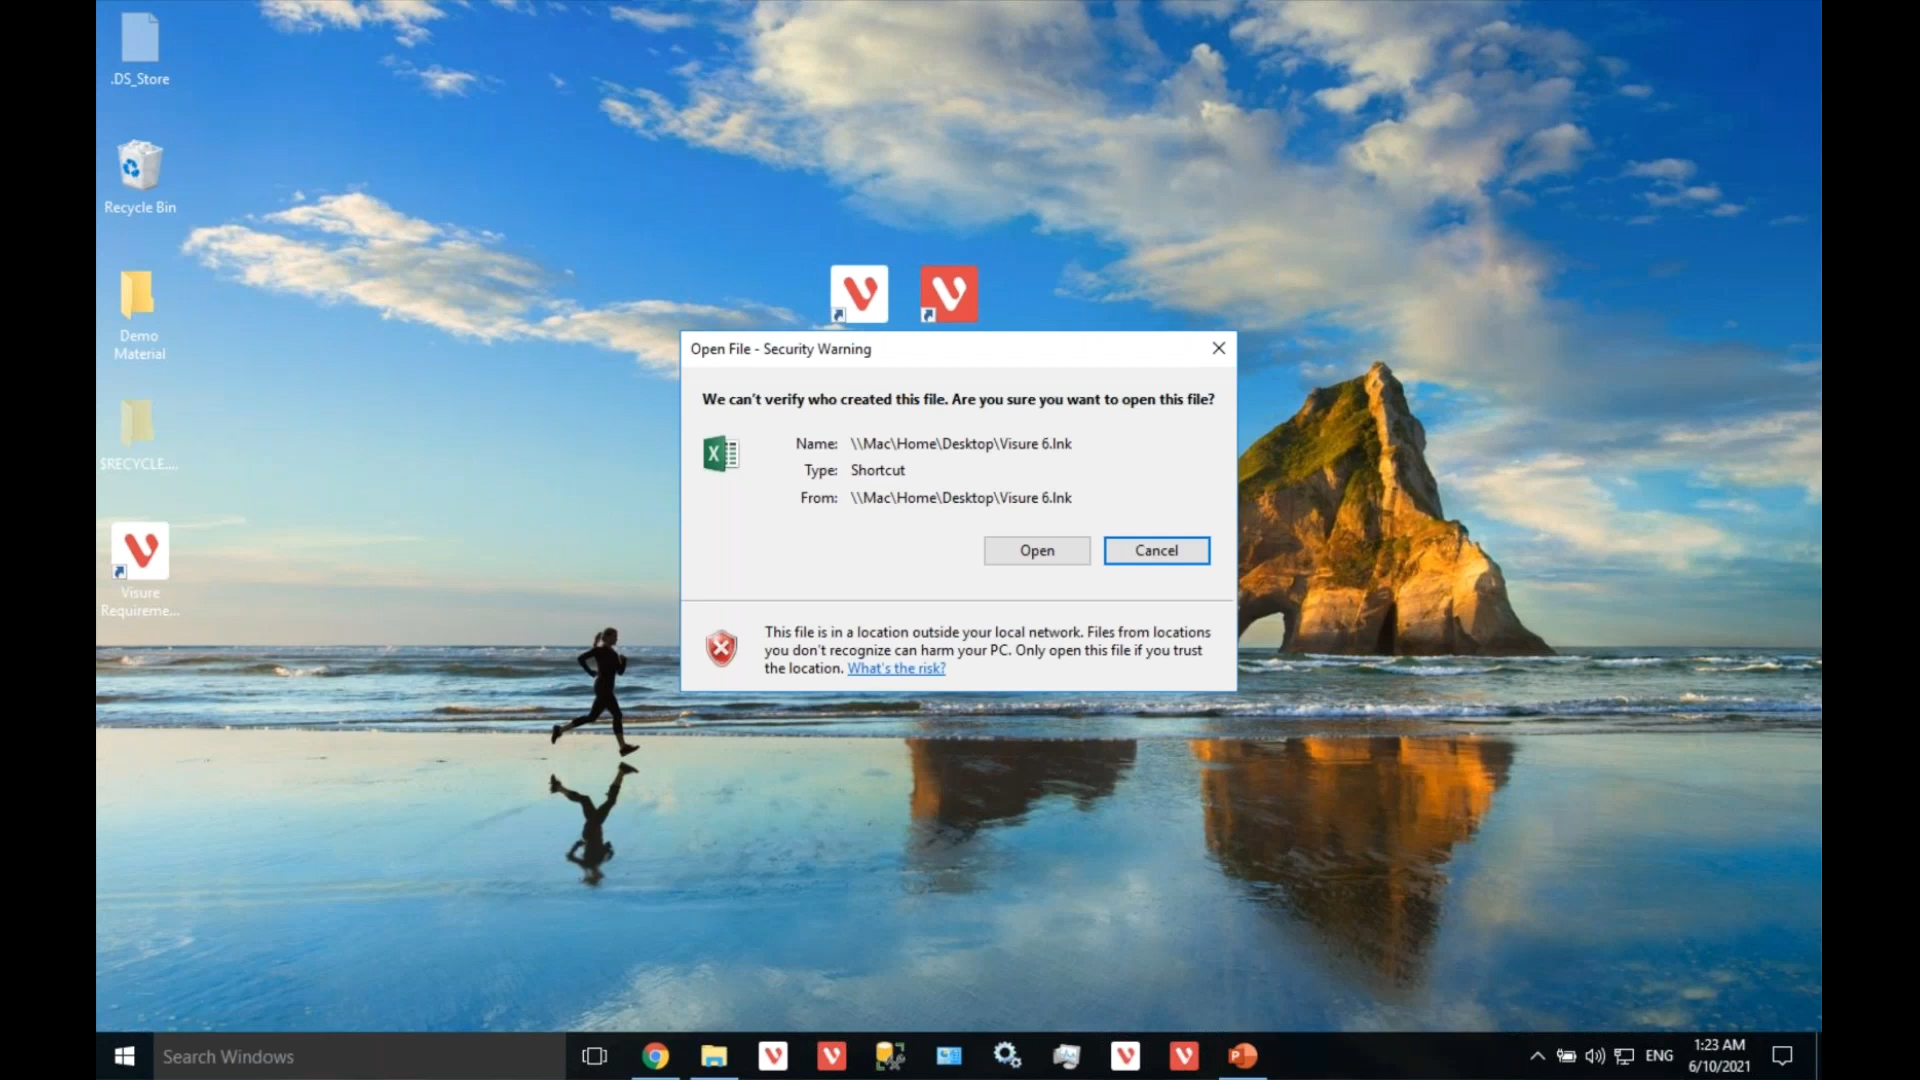 .DS_Store
Recycle Bin
Demo
Material
$RECYCLE....
Visure
Requireme...
Open File - Security Warning
We can't verify who created this file. Are you sure you want to open this file?
Name: \\Mac\Home\Desktop\Visure 6.lnk
Type: Shortcut
From: \\Mac\Home\Desktop\Visure 6.lnk
Open Cancel
This file is in a location outside your local network. Files from locations
you don't recognize can harm your PC. Only open this file if you trust
the location. What's the risk?
Search Windows
ENG
1:23 AM
6/10/2021